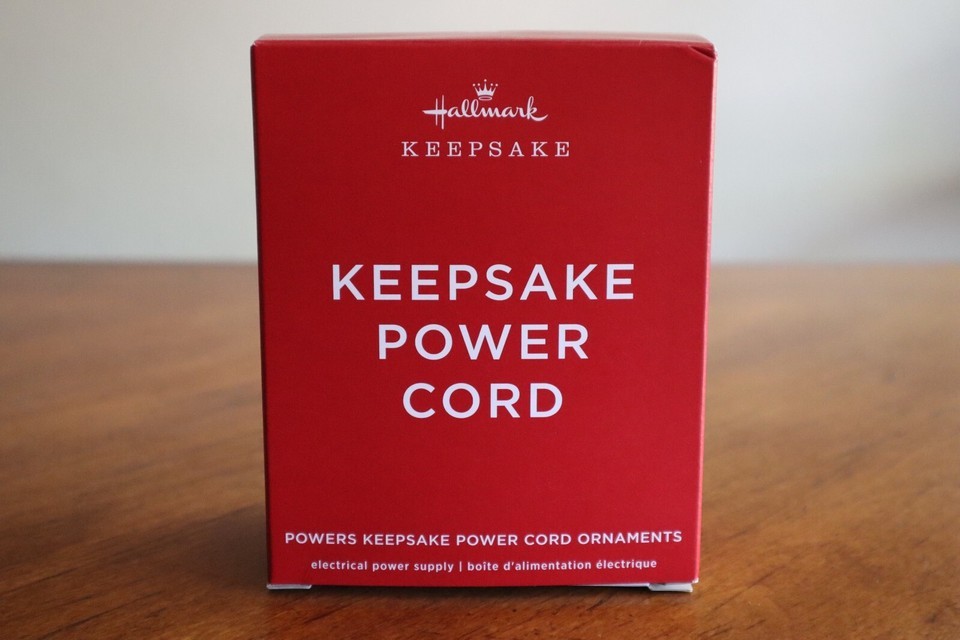 Hallmark
KEEPSAKE
KEEPSAKE
POWER
CORD
POWERS KEEPSAKE POWER CORD ORNAMENTS
electrical power supply | boîte d'alimentation électrique